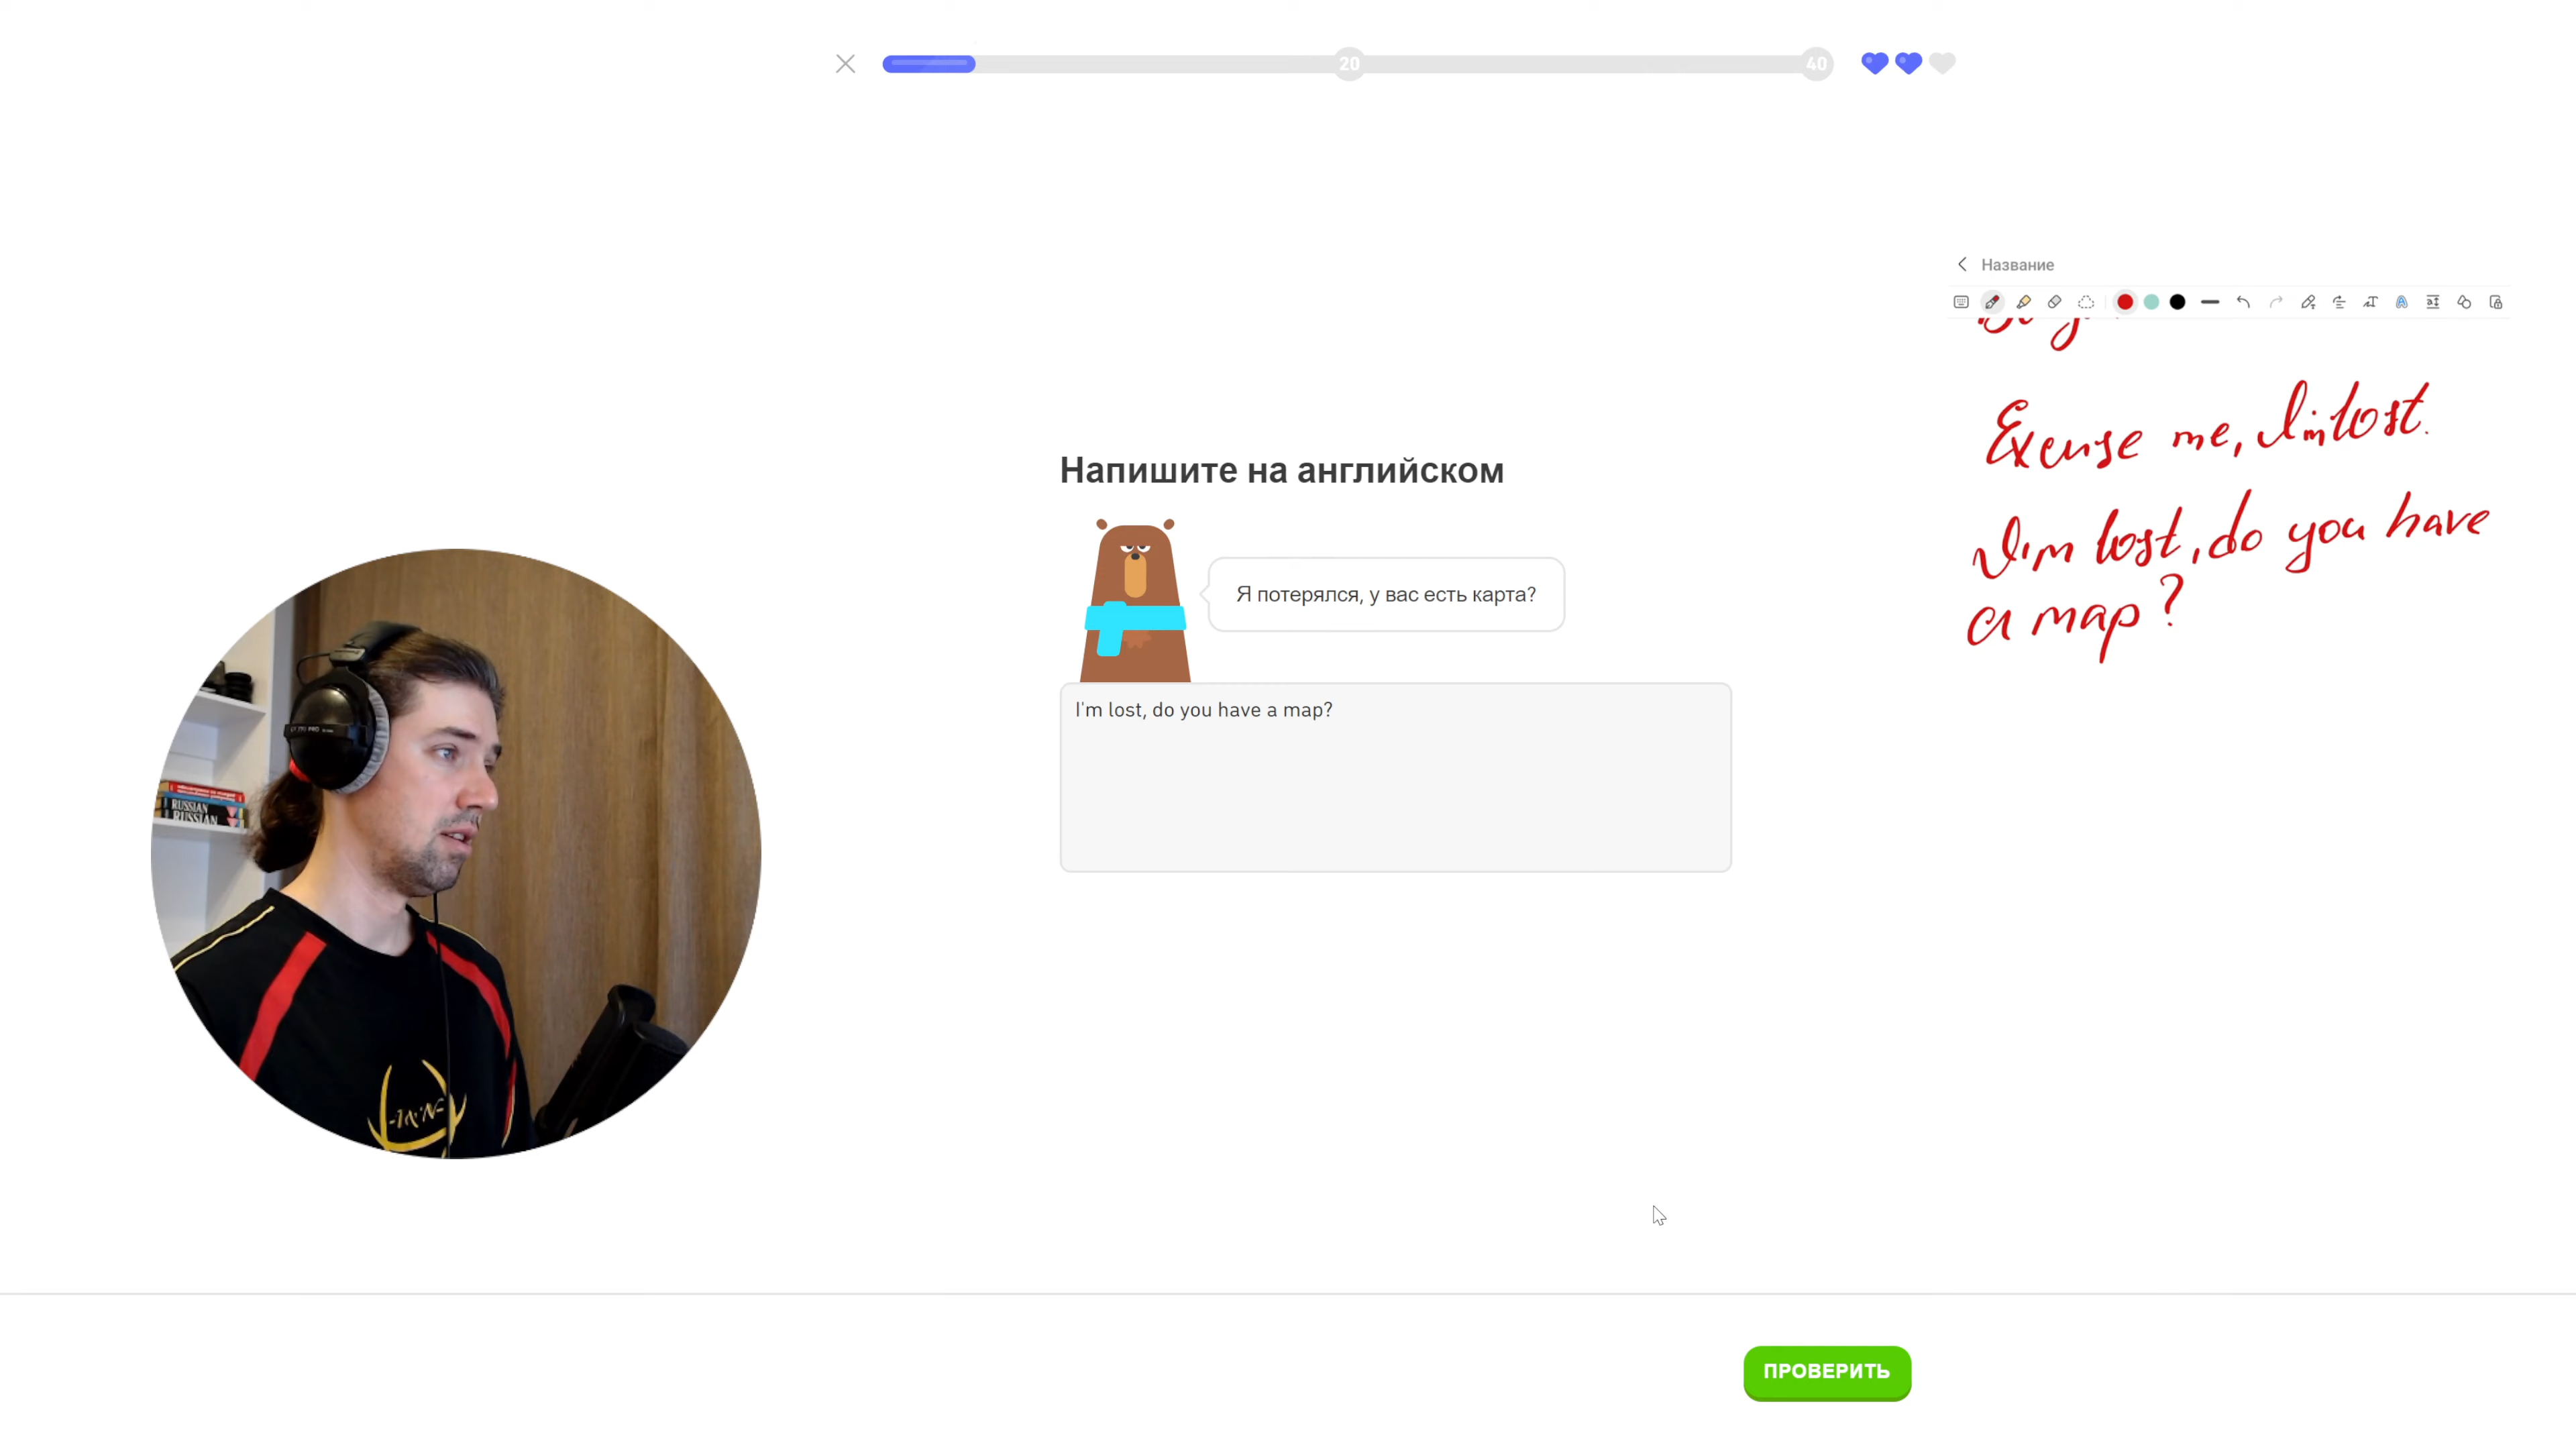 20
40
Название
Excuse me, I'm lost.
I'm lost, do you have
a map?
Напишите на английском
Я потерялся, у вас есть карта?
I'm lost, do you have a map?
RUSSIAN
RUSSIAN
ПРОВЕРИТЬ